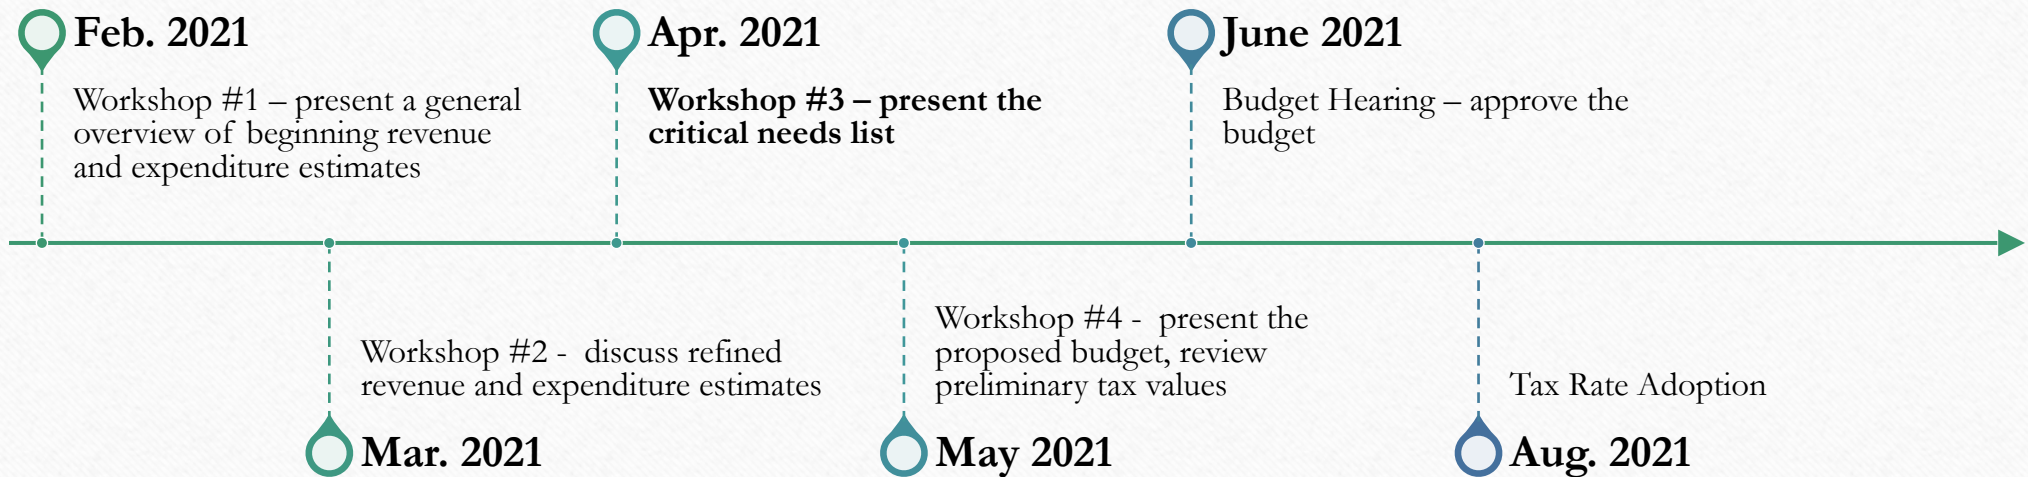 Feb. 2021
Workshop #1 – present a general
overview of beginning revenue
and expenditure estimates
Apr. 2021
Workshop #3 – present the
critical needs list
June 2021
Budget Hearing – approve the
budget
Workshop #2 -  discuss refined
revenue and expenditure estimates
Mar. 2021
Workshop #4 -  present the
proposed budget, review
preliminary tax values
May 2021
Tax Rate Adoption
Aug. 2021